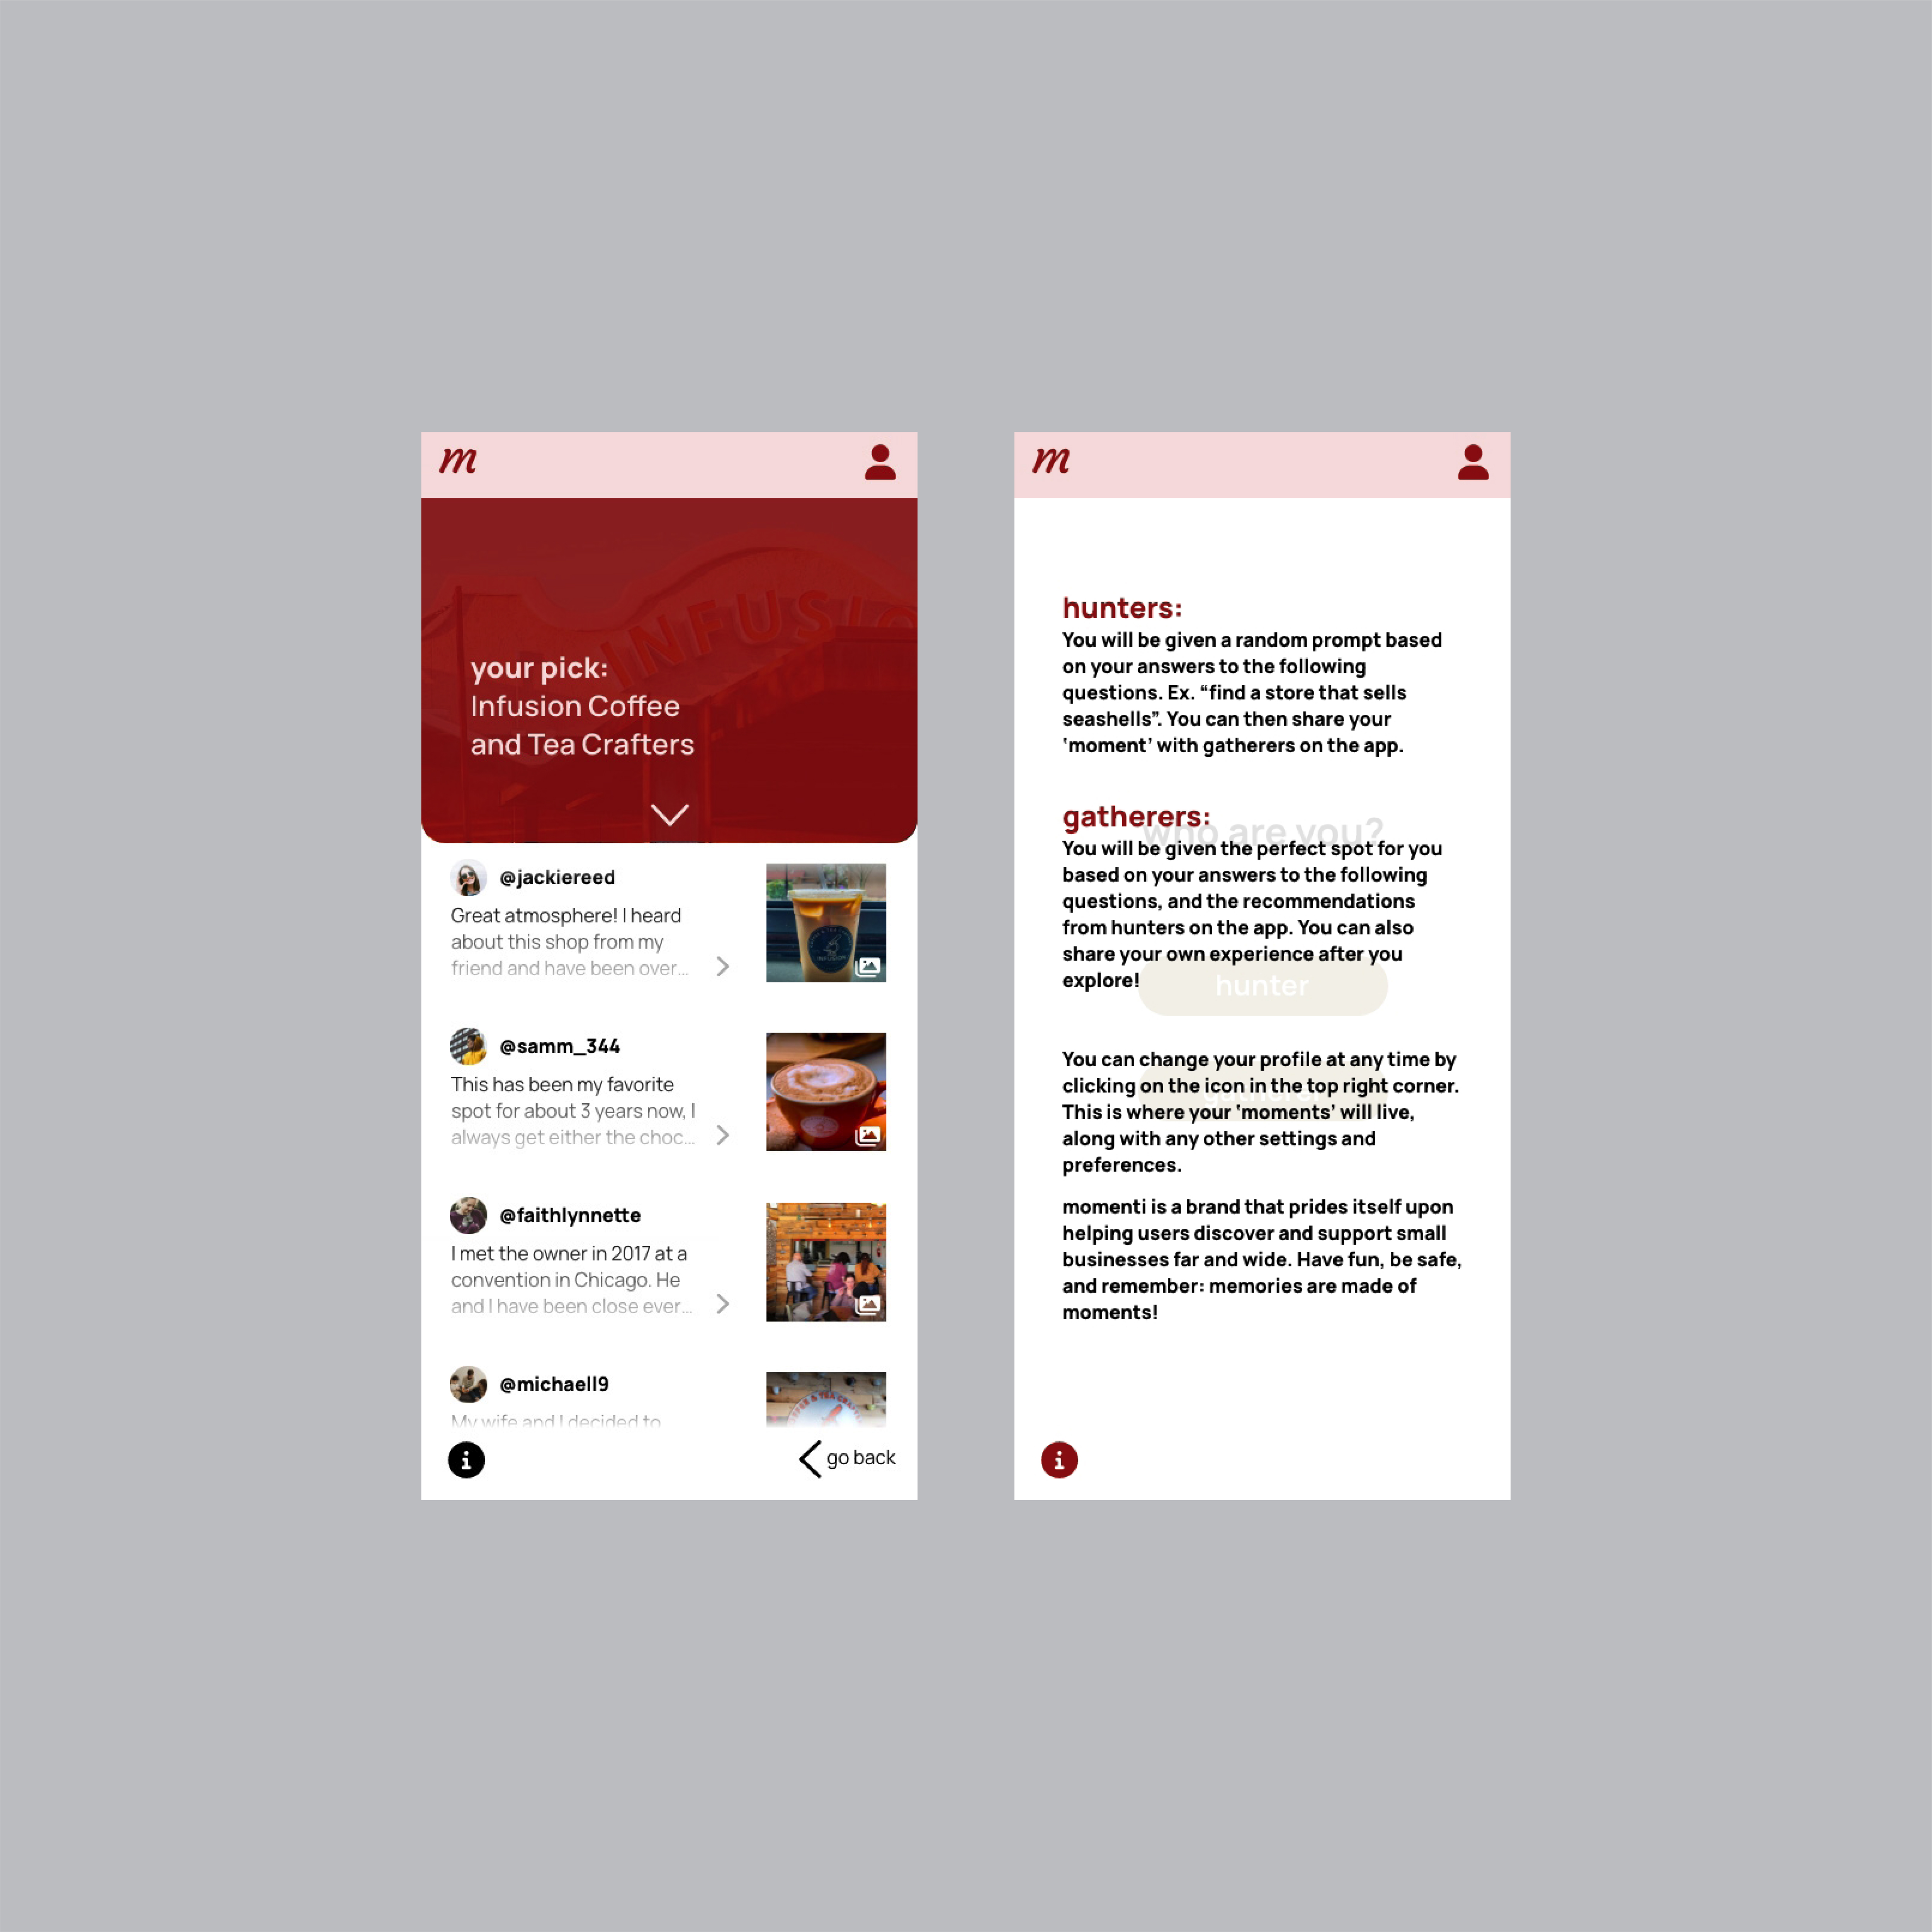 m
your pick:
Infusion Coffee
and Tea Crafters
INFUSIO
@jackiereed
Great atmosphere! I heard
about this shop from my
friend and have been over...
@samm_344
This has been my favorite
spot for about 3 years now, I
always get either the choc...
@faithlynnette
I met the owner in 2017 at a
convention in Chicago. He
and I have been close ever...
@michaell9
My wife and I decided to
i
go back
m
hunters:
You will be given a random prompt based
on your answers to the following
questions. Ex. “find a store that sells
seashells”. You can then share your
‘moment’ with gatherers on the app.
gatherers:
who are you?
You will be given the perfect spot for you
based on your answers to the following
questions, and the recommendations
from hunters on the app. You can also
share your own experience after you
explore!
hunter
You can change your profile at any time by
clicking on the icon in the top right corner.
gatherer
This is where your ‘moments’ will live,
along with any other settings and
preferences.
momenti is a brand that prides itself upon
helping users discover and support small
businesses far and wide. Have fun, be safe,
and remember: memories are made of
moments!
i